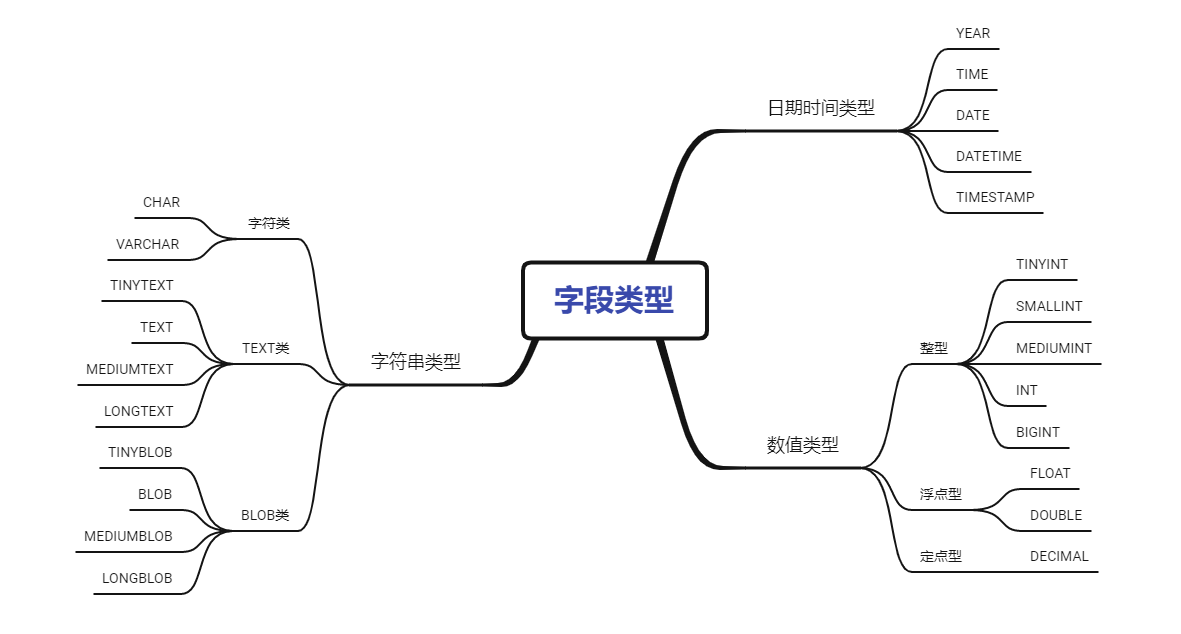 字段类型
日期时间类型
YEAR
TIME
DATE
DATETIME
TIMESTAMP
数值类型
整型
TINYINT
SMALLINT
MEDIUMINT
INT
BIGINT
浮点型
FLOAT
DOUBLE
定点型
DECIMAL
字符串类型
字符类
CHAR
VARCHAR
TEXT类
TINYTEXT
TEXT
MEDIUMTEXT
LONGTEXT
BLOB类
TINYBLOB
BLOB
MEDIUMBLOB
LONGBLOB